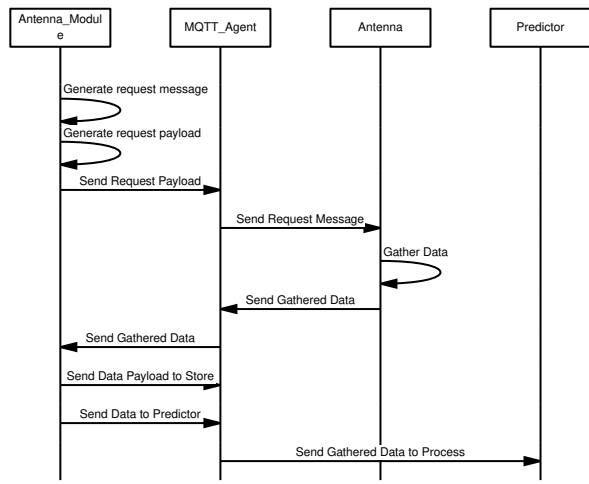 Antenna_Modul
e
MQTT_Agent
Antenna
Predictor
Generate request message
Generate request payload
Send Request Payload
Send Request Message
Gather Data
Send Gathered Data
Send Gathered Data
Send Data Payload to Store
Send Data to Predictor
Send Gathered Data to Process